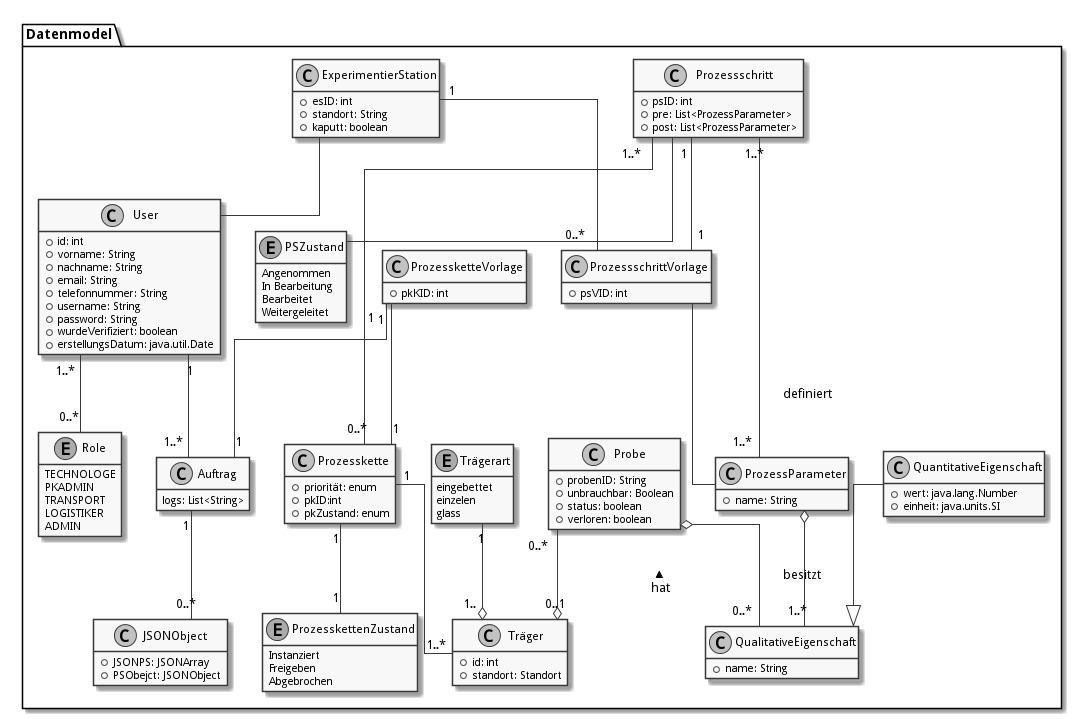 Datenmodel
C ExperimentierStation
esID: int
standort: String
kaputt: boolean
1
C Prozessschritt
psID: int
pre: List<ProzessParameter>
post: List<ProzessParameter>
1..*
1
1..*
C User
id: int
vorname: String
nachname: String
email: String
telefonnummer: String
username: String
password: String
wurdeVerifiziert: boolean
erstellungsDatum: java.util.Date
E PSZustand
Angenommen
In Bearbeitung
Bearbeitet
Weitergeleitet
0..*
1
C ProzessketteVorlage
pkKID: int
C ProzessschrittVorlage
psVID: int
1
1
1..*
1
definiert
0..*
1..*
1
0..*
1
1..*
E Role
TECHNOLOGE
PKADMIN
TRANSPORT
LOGISTIKER
ADMIN
C Auftrag
logs: List<String>
C Prozesskette
priorität: enum
pkID:int
pkZustand: enum
1
E Trägerart
eingebettet
einzelen
glass
C Probe
probenID: String
unbrauchbar: Boolean
status: boolean
verloren: boolean
C ProzessParameter
name: String
C QuantitativeEigenschaft
wert: java.lang.Number
einheit: java.units.SI
1
1
1
0..*
▲
hat
besitzt
0..*
1
1..
0..1
0..*
1..*
C JSONObject
JSONPS: JSONArray
PSObejct: JSONObject
E ProzesskettenZustand
Instanziert
Freigeben
Abgebrochen
1..*
C Träger
id: int
standort: Standort
C QualitativeEigenschaft
name: String